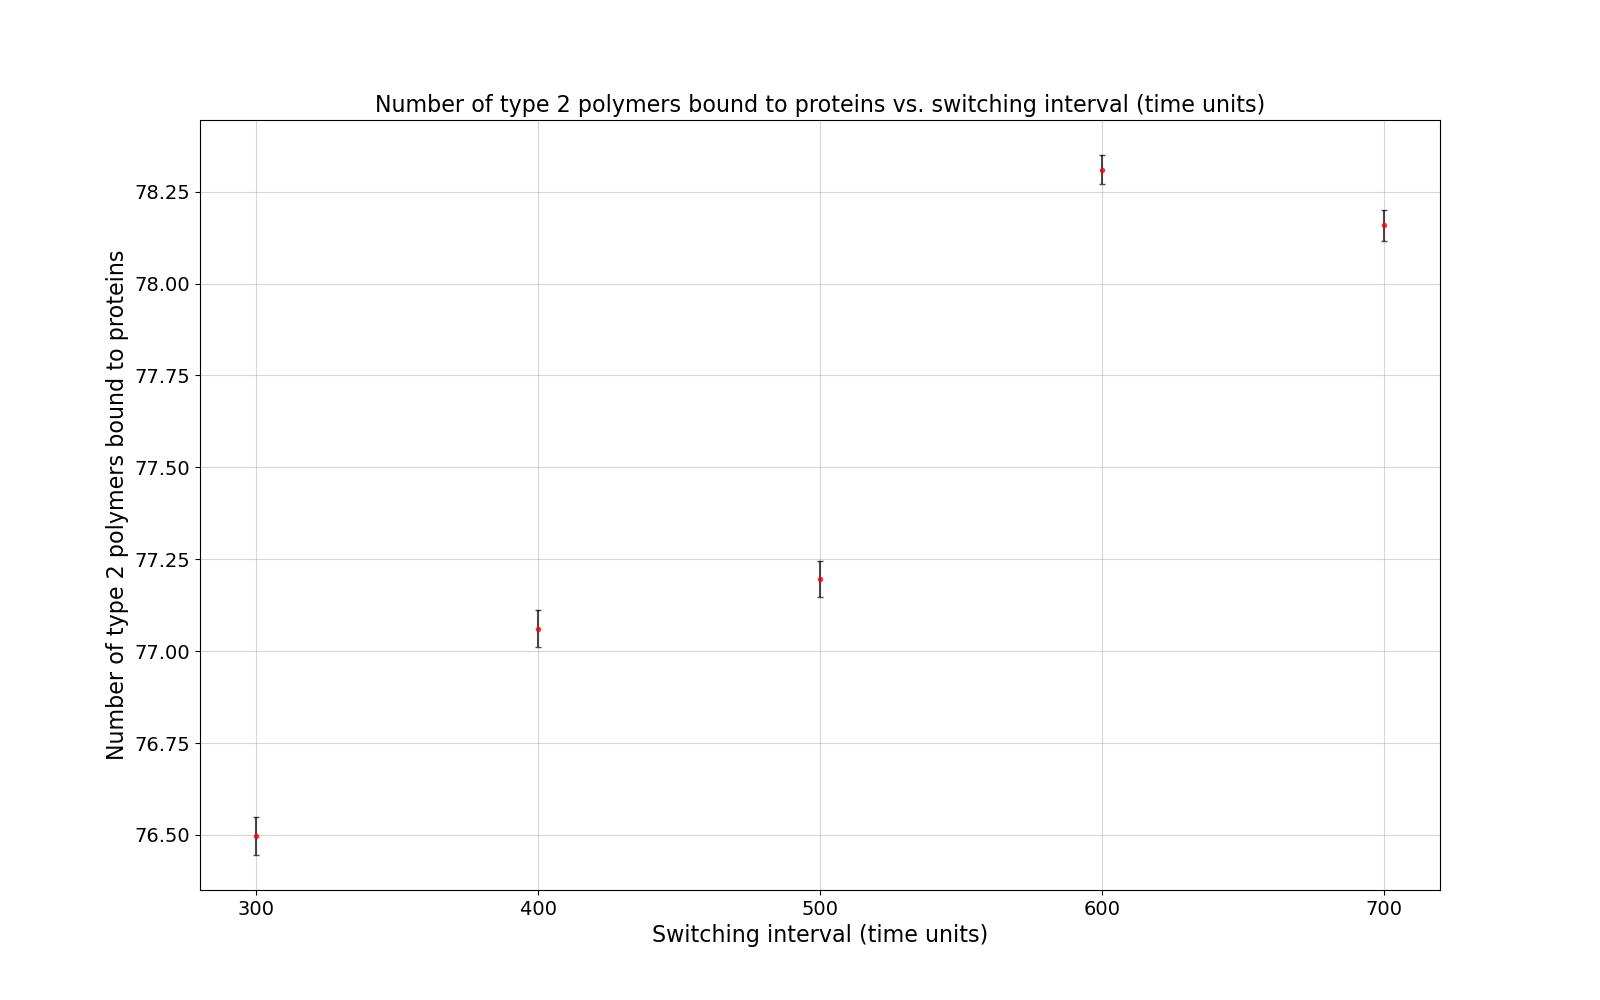 Number of type 2 polymers bound to proteins vs. switching interval (time units)
Number of type 2 polymers bound to proteins
78.25
78.00
77.75
77.50
77.25
77.00
76.75
76.50
300 400 500 600 700
Switching interval (time units)